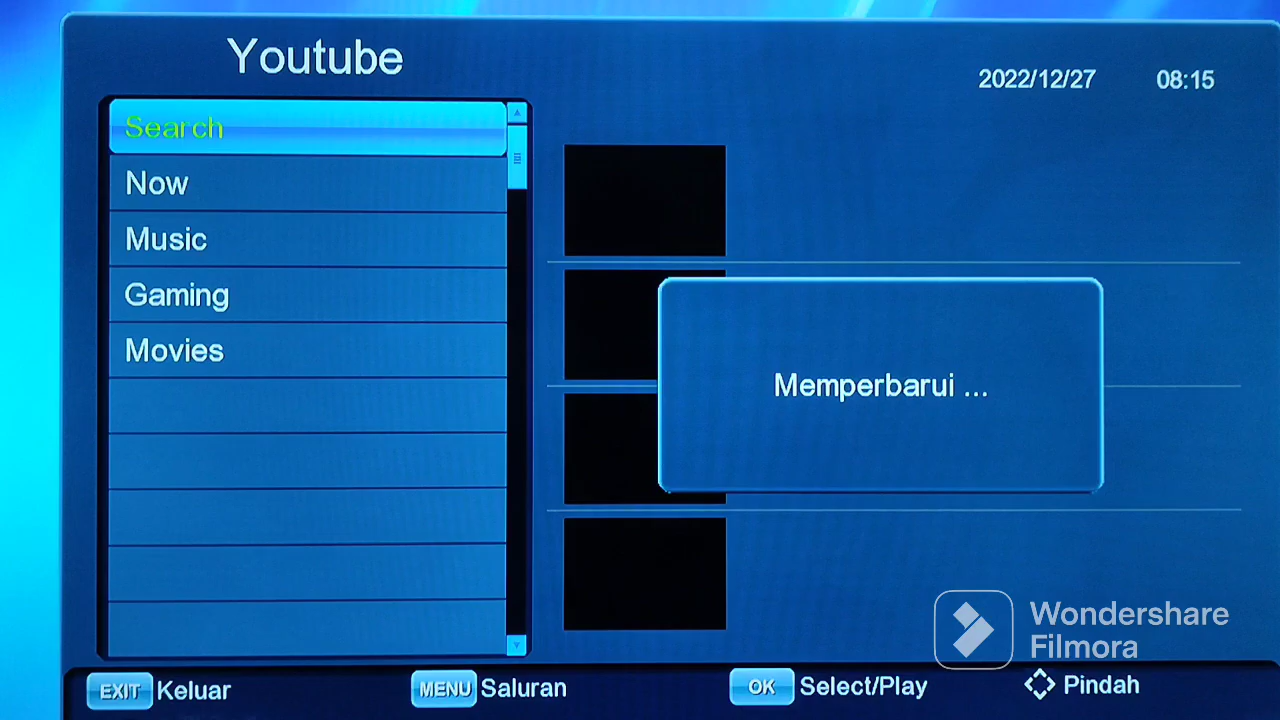 Youtube
2022/12/27 08:15
Search
Now
Music
Gaming
Movies
Memperbarui ...
Wondershare
Filmora
EXIT Keluar MENU Saluran OK Select/Play Pindah